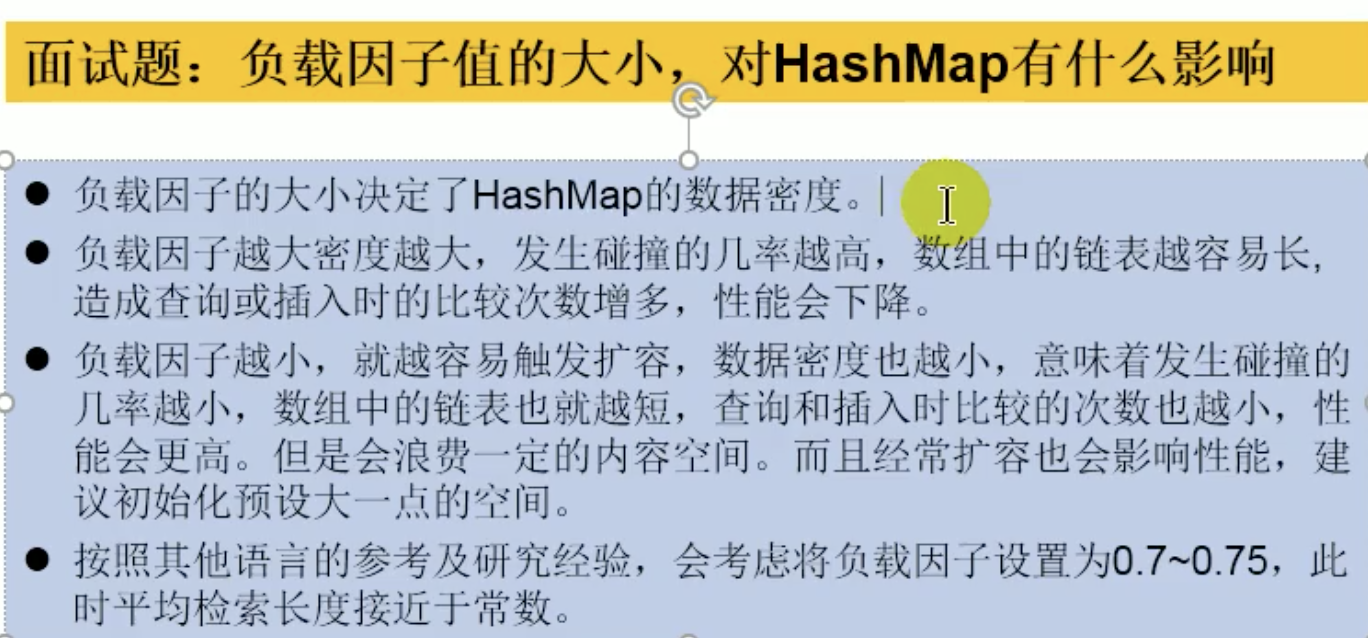 面试题：负载因子值的大小，对HashMap有什么影响
● 负载因子的大小决定了HashMap的数据密度。
● 负载因子越大密度越大，发生碰撞的几率越高，数组中的链表越容易长，
造成查询或插入时的比较次数增多，性能会下降。
● 负载因子越小，就越容易触发扩容，数据密度也越小，意味着发生碰撞的
几率越小，数组中的链表也就越短，查询和插入时比较的次数也越小，性
能会更高。但是会浪费一定的内容空间。而且经常扩容也会影响性能，建
议初始化预设大一点的空间。
● 按照其他语言的参考及研究经验，会考虑将负载因子设置为0.7~0.75，此
时平均检索长度接近于常数。